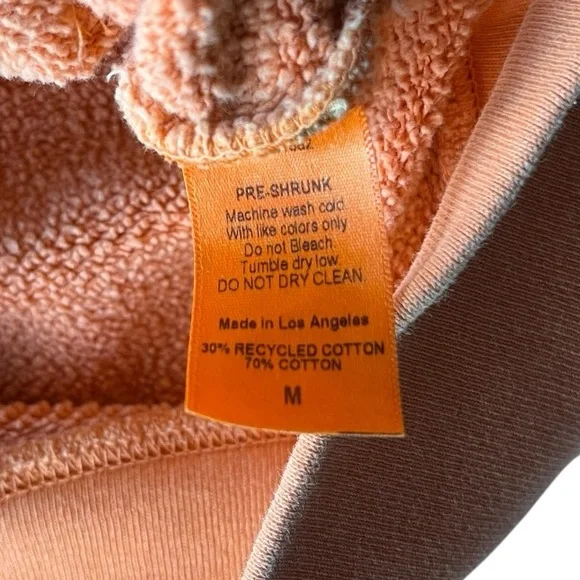 PRE-SHRUNK
Machine wash cold
With like colors only
Do not Bleach
Tumble dry low
DO NOT DRY CLEAN
Made in Los Angeles
30% RECYCLED COTTON
70% COTTON
M